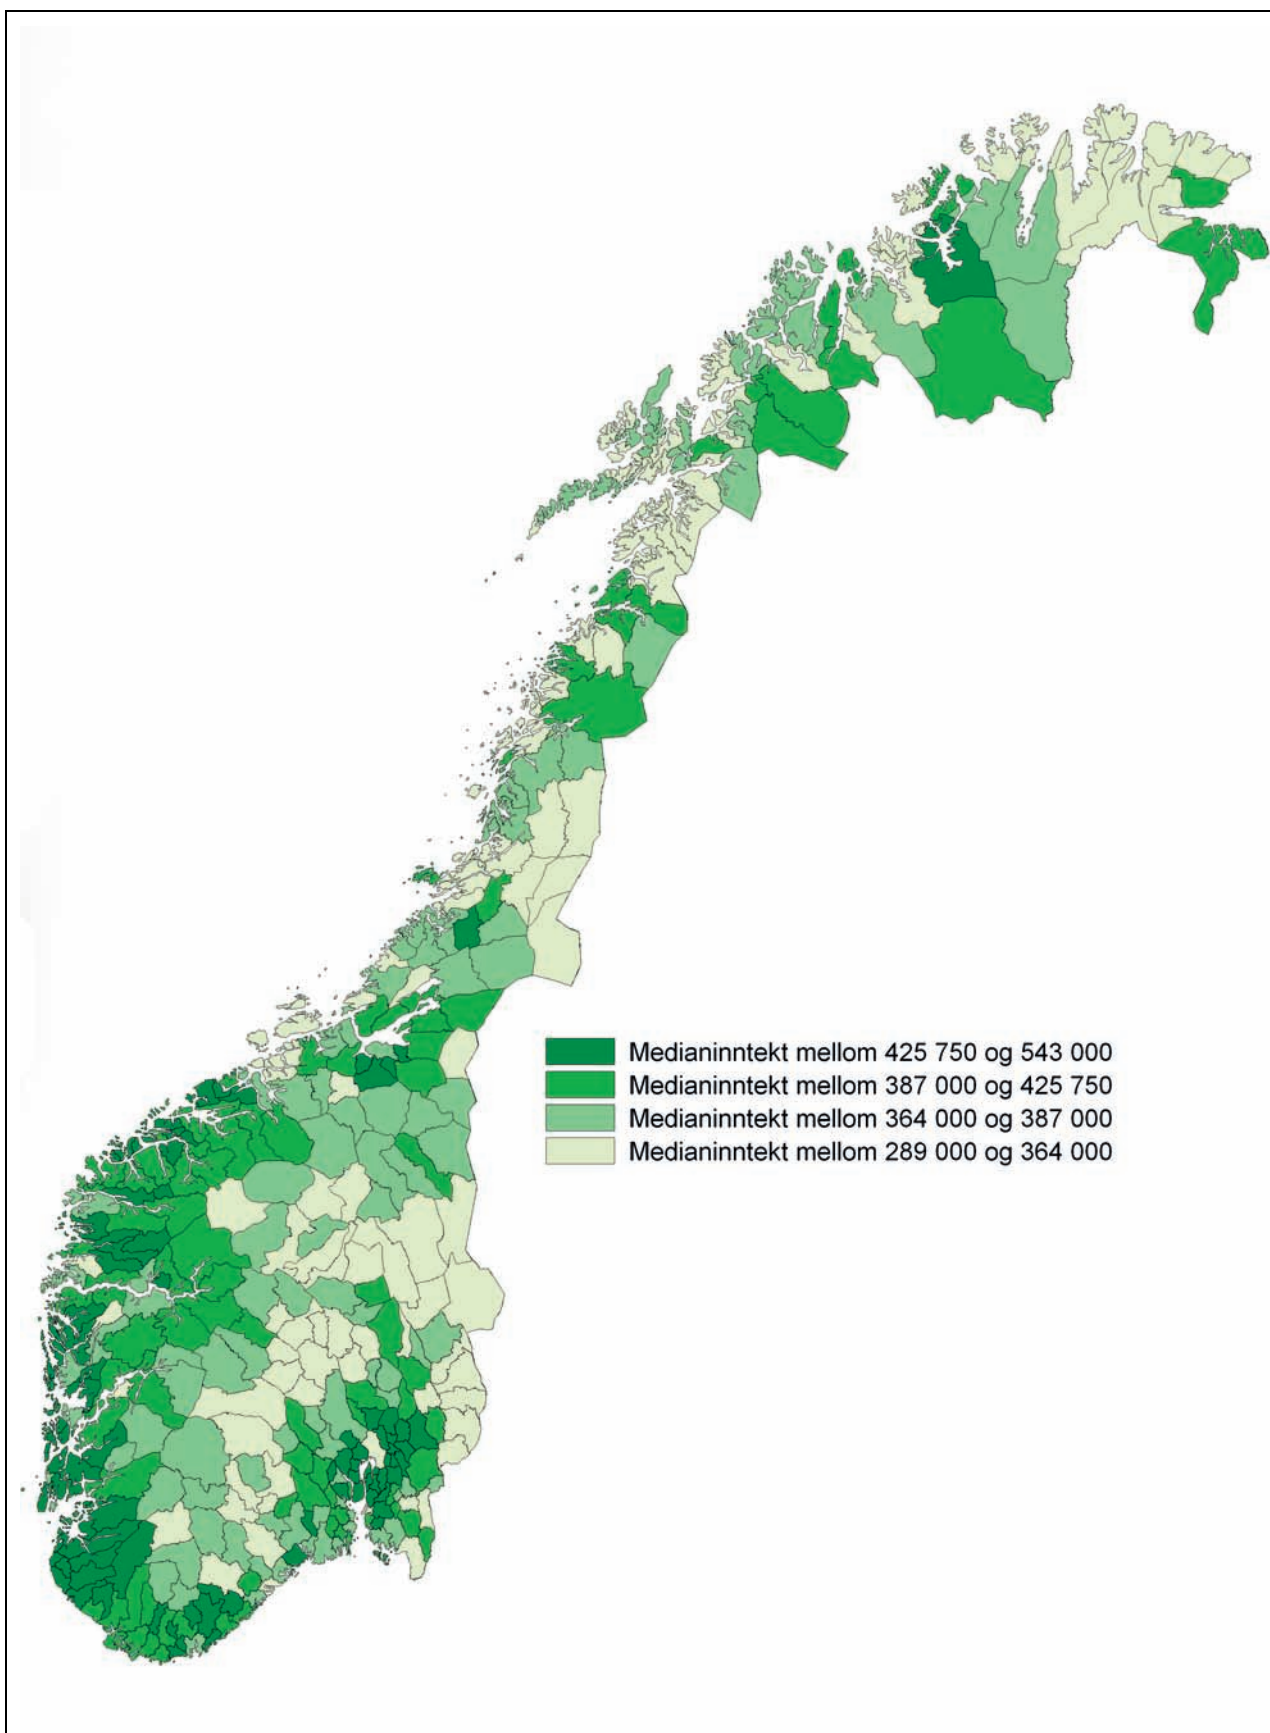 Medianinntekt mellom 425 750 og 543 000
Medianinntekt mellom 387 000 og 425 750
Medianinntekt mellom 364 000 og 387 000
Medianinntekt mellom 289 000 og 364 000